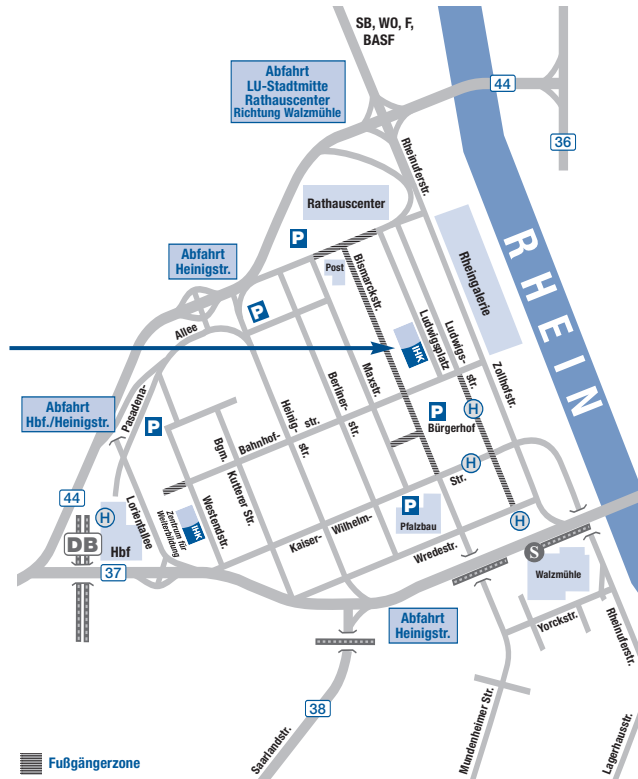 SB, WO, F,
BASF
Abfahrt
LU-Stadtmitte
Rathauscenter
Richtung Walzmühle
44
36
Rheinuferstr.
Rathauscenter
P
RHEIN
Abfahrt
Heinigstr.
Post
Bismarckstr.
Rheingalerie
P
Allee
IHK
Ludwigsplatz
Ludwigs-
str.
Zollhofstr.
Pasadena-
Berliner-
str.
Maxstr.
Abfahrt
Hbf./Heinigstr.
P
Heinig-
str.
P
H
Bürgerhof
Bgm.
Kutterer Str.
Bahnhof-
str.
H
44
H
Lorientallee
Zentrum für
Weiterbildung
IHK
Westendstr.
P
Pfalzbau
Kaiser-
Wilhelm-
Str.
H
DB
Hbf
37
Wredestr.
S
Walzmühle
Abfahrt
Heinigstr.
Yorckstr.
Rheinuferstr.
38
Saarlandstr.
Mundenheimer Str.
Lagerhausstr.
Fußgängerzone